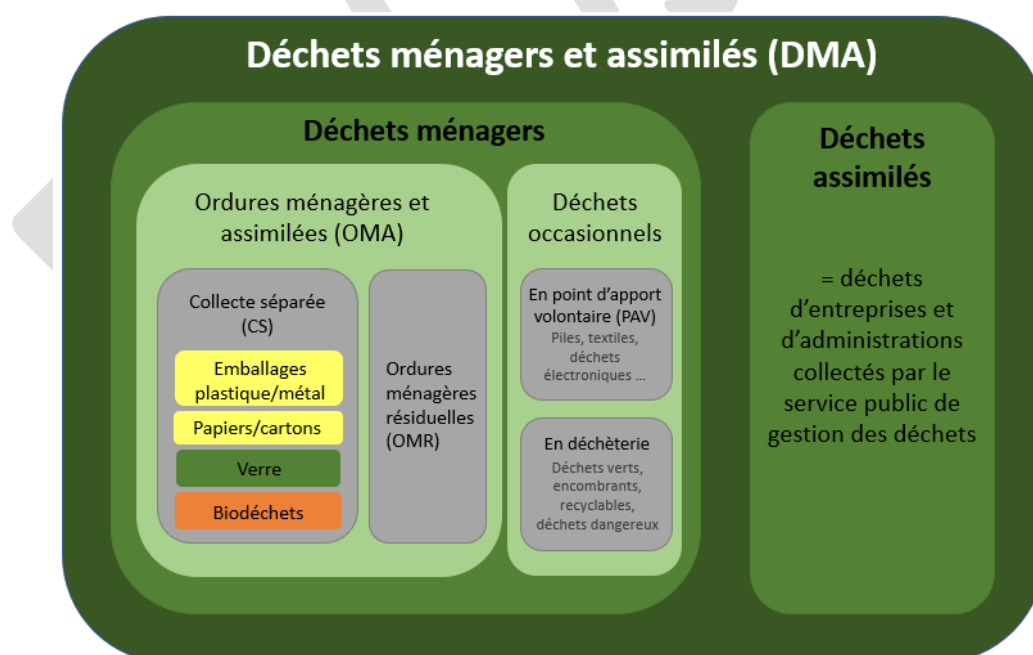 Déchets ménagers et assimilés (DMA)
Déchets ménagers
Ordures ménagères et
assimilées (OMA)
Collecte séparée
(CS)
Emballages
plastique/métal
Papiers/cartons
Verre
Biodéchets
Ordures
ménagères
résiduelles
(OMR)
Déchets
occasionnels
En point d'apport
volontaire (PAV)
Piles, textiles,
déchets
électroniques ...
En déchèterie
Déchets verts,
encombrants,
recyclables,
déchets dangereux
Déchets
assimilés
= déchets
d'entreprises et
d'administrations
collectés par le
service public de
gestion des déchets